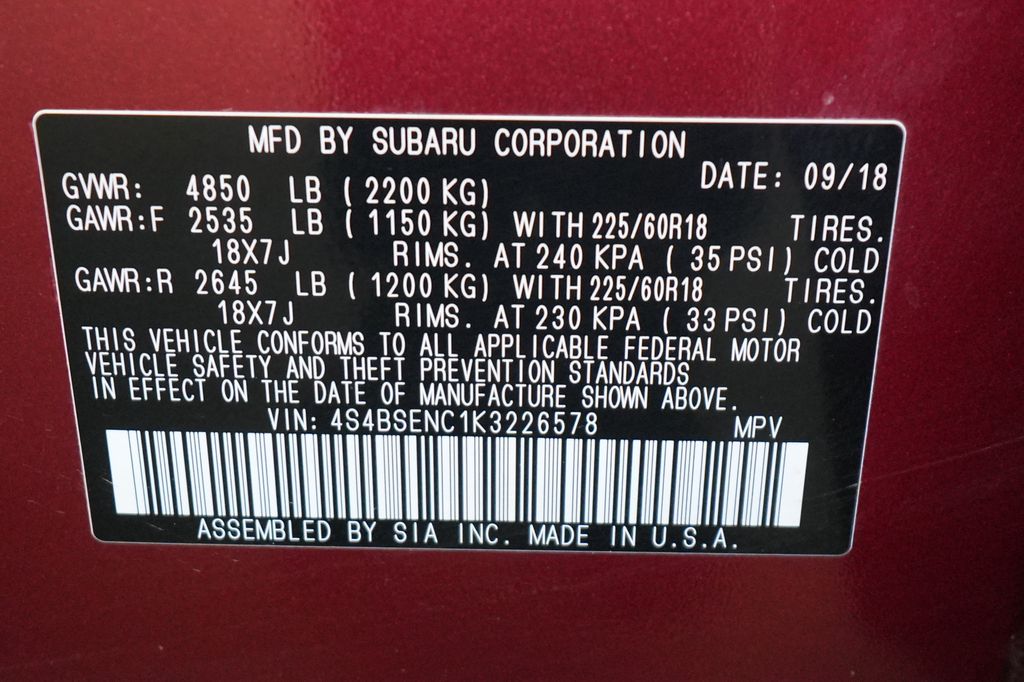 MFD BY SUBARU CORPORATION
DATE: 09/18
GVWR: 4850 LB (2200 KG)
GAWR:F 2535 LB (1150 KG) WITH 225/60R18 TIRES.
18X7J RIMS. AT 240 KPA (35 PSI) COLD
GAWR:R 2645 LB (1200 KG) WITH 225/60R18 TIRES.
18X7J RIMS. AT 230 KPA (33 PSI) COLD
THIS VEHICLE CONFORMS TO ALL APPLICABLE FEDERAL MOTOR
VEHICLE SAFETY AND THEFT PREVENTION STANDARDS
IN EFFECT ON THE DATE OF MANUFACTURE SHOWN ABOVE.
VIN: 4S4BSENC1K3226578 MPV
ASSEMBLED BY SIA INC. MADE IN U.S.A.